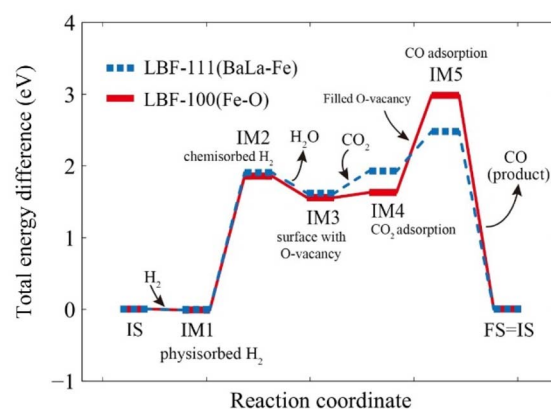 4
3
2
1
0
−1
Total energy difference (eV)
Reaction coordinate
LBF-111(BaLa-Fe)
LBF-100(Fe-O)
IS
H2
IM1
physisorbed H2
IM2
chemisorbed H2
H2O
IM3
surface with
O-vacancy
CO2
IM4
CO2 adsorption
Filled O-vacancy
CO adsorption
IM5
CO
(product)
FS=IS